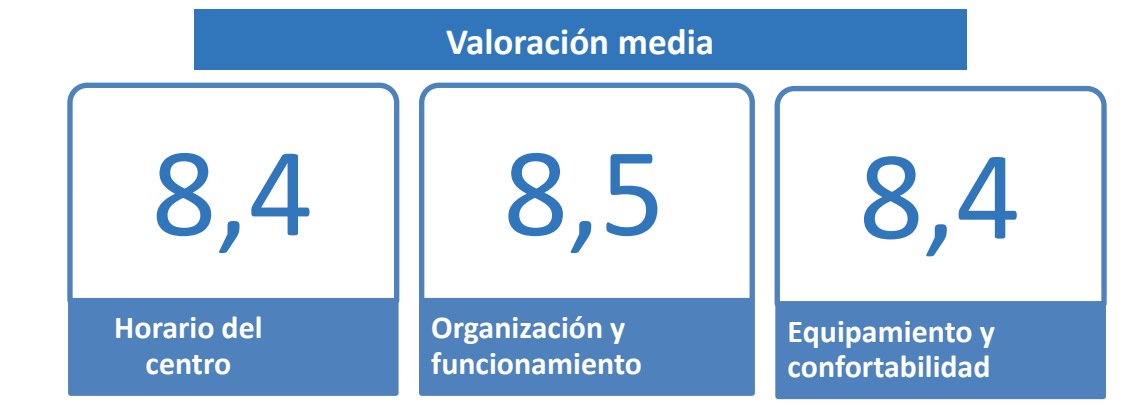 Valoración media
8,4
Horario del
centro
8,5
Organización y
funcionamiento
8,4
Equipamiento y
confortabilidad